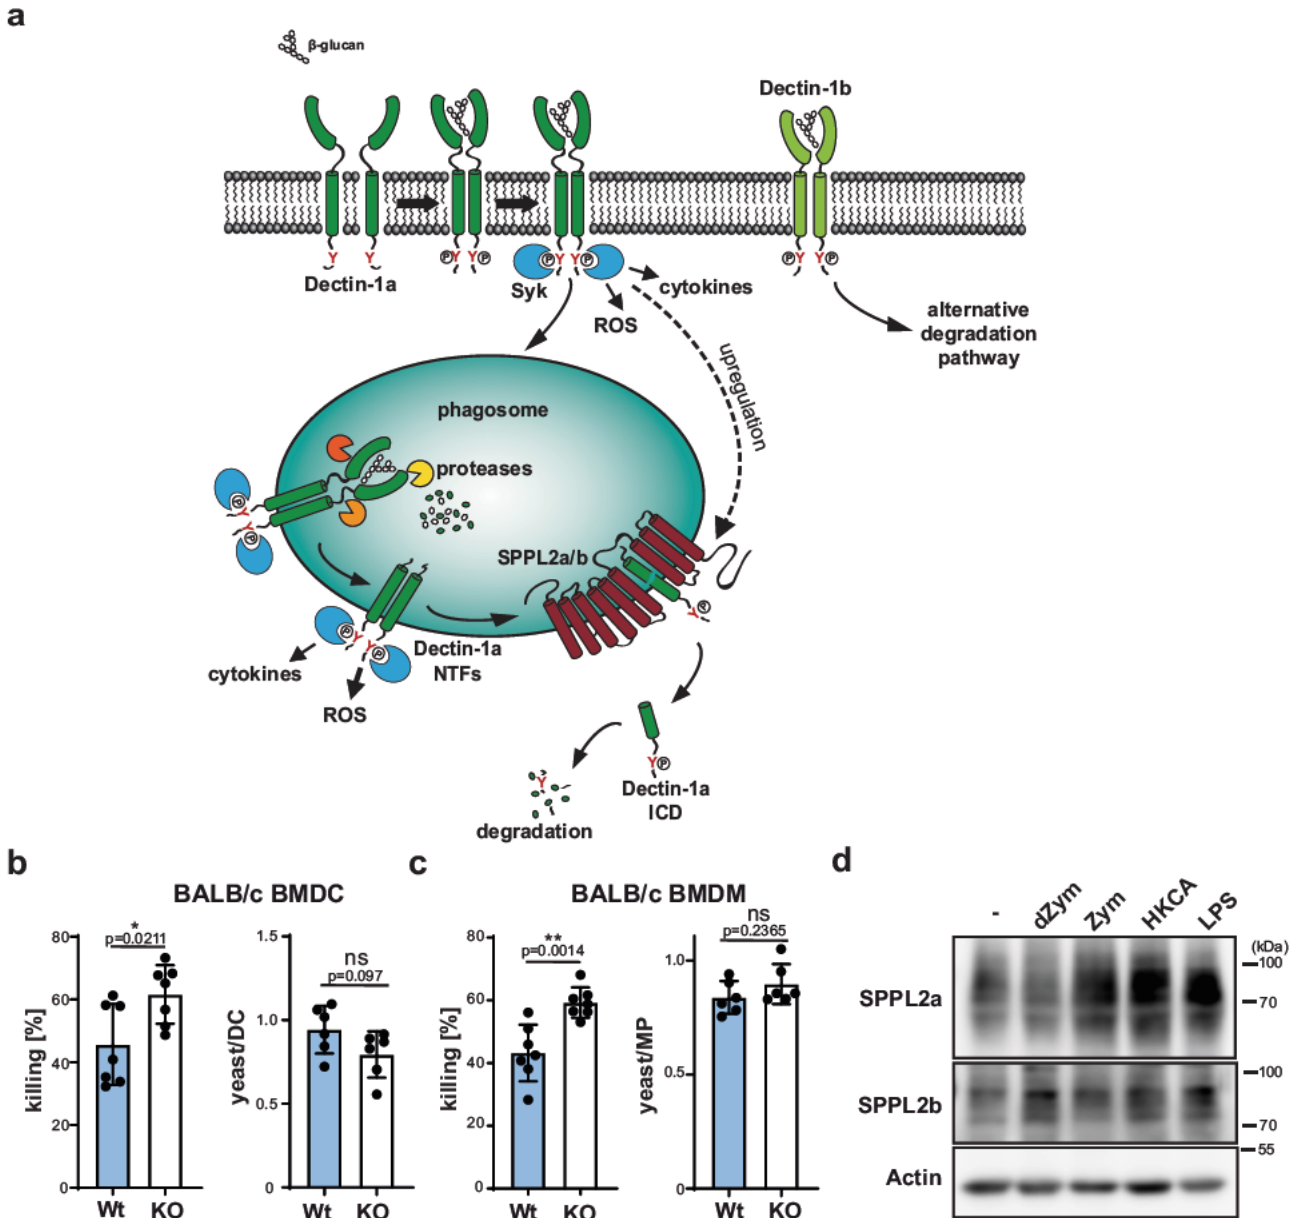 a
β-glucan
Dectin-1b
Y Y
P Y Y P
P Y Y P
P Y Y P
Dectin-1a
Syk
cytokines
ROS
alternative
degradation
pathway
upregulation
phagosome
proteases
P
Y
Y
P
SPPL2a/b
P
Y
P Y
Y P
Dectin-1a
NTFs
cytokines
ROS
Y P
Dectin-1a
ICD
Y
degradation
b
BALB/c BMDC
killing [%]
80
60
40
20
0
*
p=0.0211
Wt KO
yeast/DC
1.5
1.0
0.5
0
ns
p=0.097
Wt KO
c
BALB/c BMDM
killing [%]
80
60
40
20
0
**
p=0.0014
Wt KO
yeast/MP
1.0
0.5
0
ns
p=0.2365
Wt KO
d
- dZym Zym HKCA LPS
(kDa)
SPPL2a
100
70
SPPL2b
100
70
55
Actin